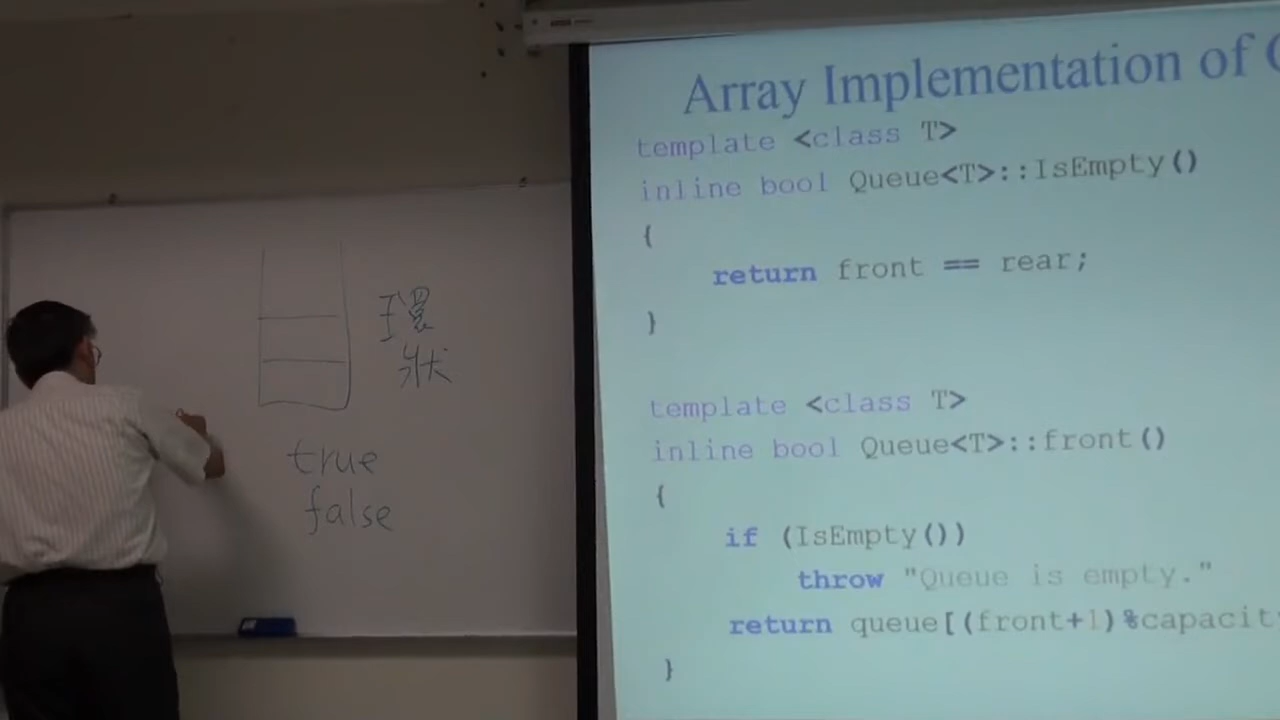 環
狀
true
false
Array Implementation of
template <class T>
inline bool Queue<T>::IsEmpty()
{
return front == rear;
}
template <class T>
inline bool Queue<T>::front()
{
if (IsEmpty())
throw "Queue is empty."
return queue[(front+1)%capacit
}